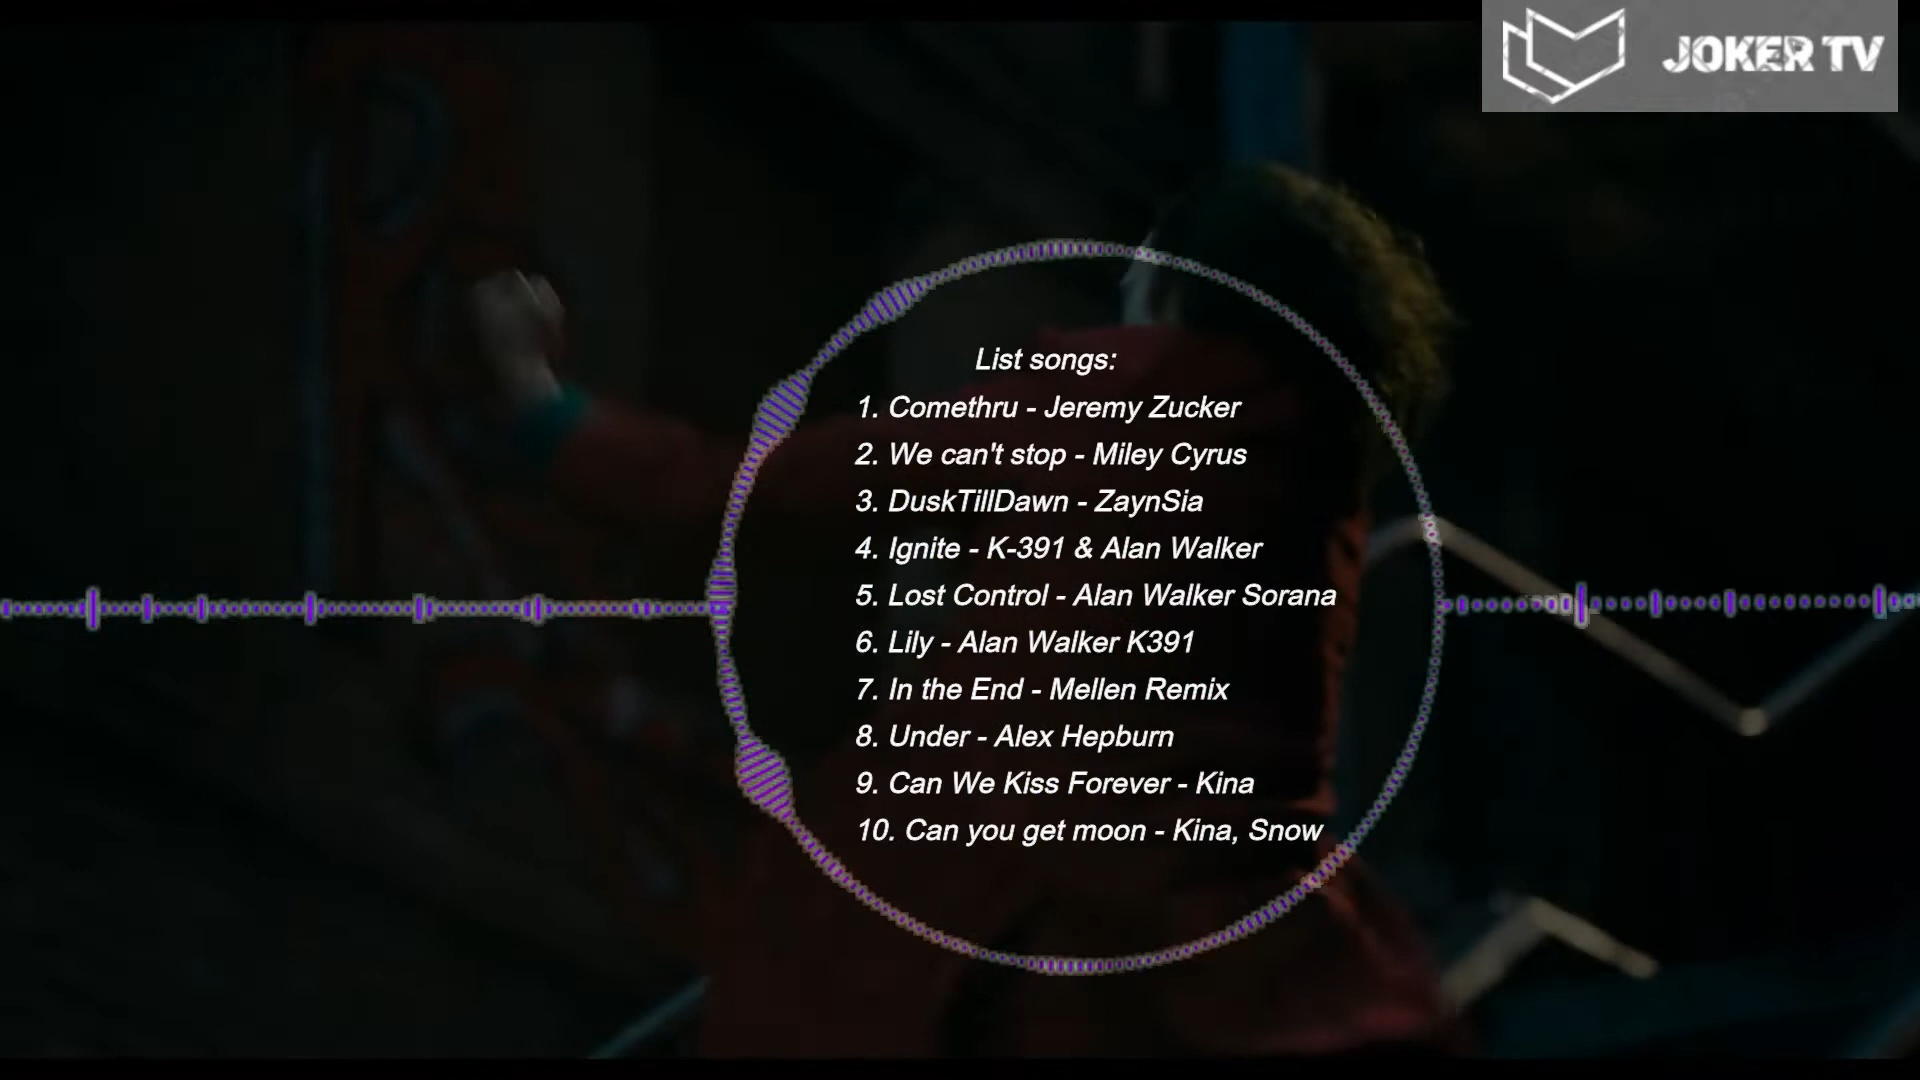 JOKER TV
List songs:
1. Comethru - Jeremy Zucker
2. We can't stop - Miley Cyrus
3. DuskTillDawn - ZaynSia
4. Ignite - K-391 & Alan Walker
5. Lost Control - Alan Walker Sorana
6. Lily - Alan Walker K391
7. In the End - Mellen Remix
8. Under - Alex Hepburn
9. Can We Kiss Forever - Kina
10. Can you get moon - Kina, Snow